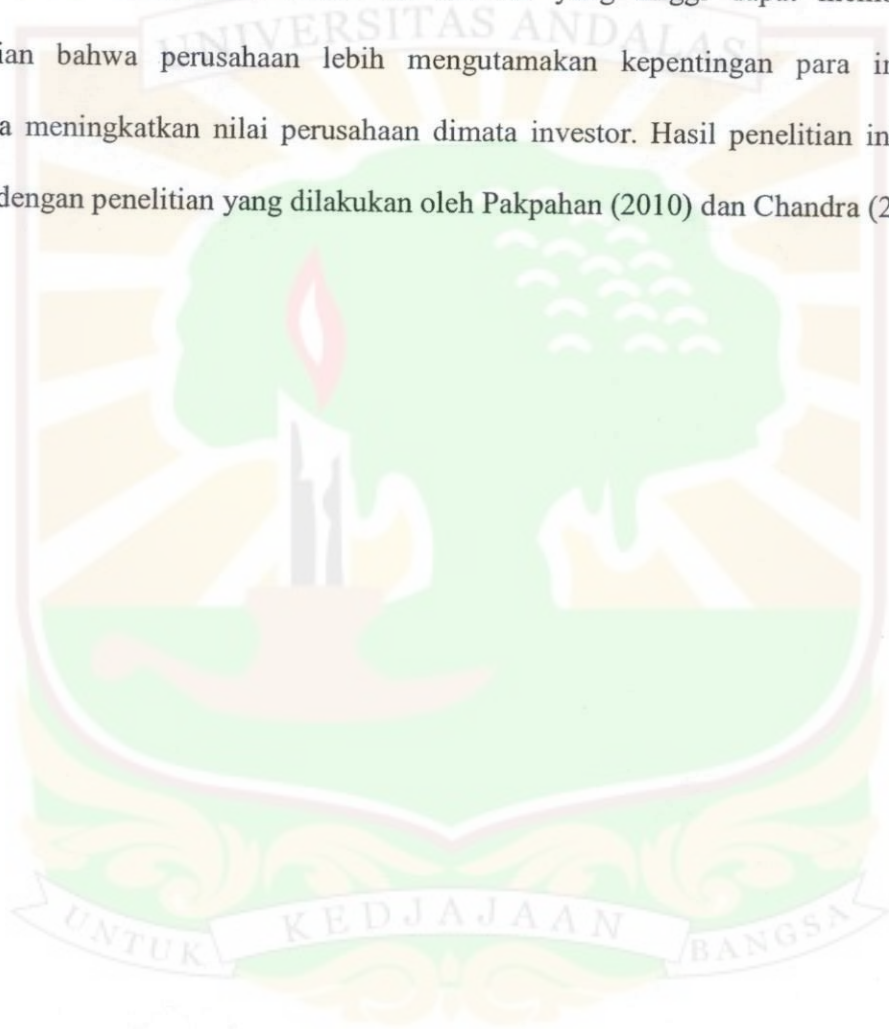 UNIVERSITAS ANDALAS
ian bahwa perusahaan lebih mengutamakan kepentingan para in
a meningkatkan nilai perusahaan dimata investor. Hasil penelitian in
dengan penelitian yang dilakukan oleh Pakpahan (2010) dan Chandra (2
UNTUK KEDJAJAAN BANGSA